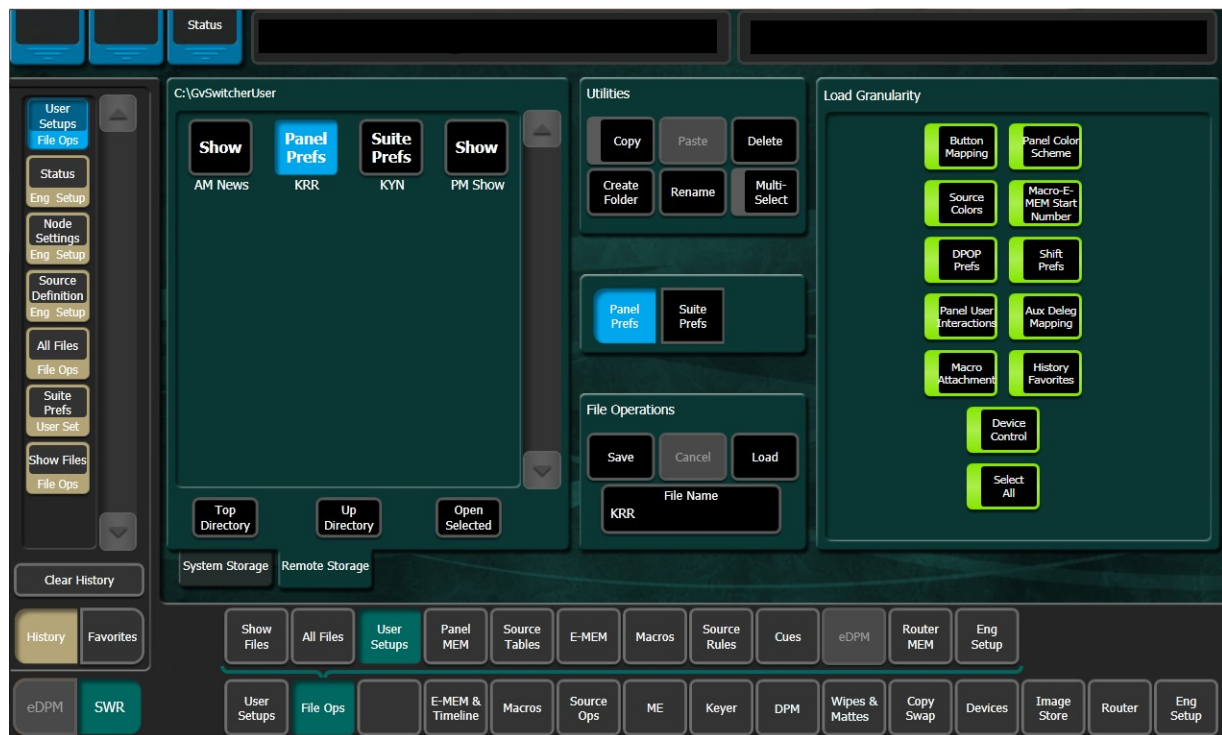 Status
User
Setups
File Ops
Status
Eng Setup
Node
Settings
Eng Setup
Source
Definition
Eng Setup
All Files
File Ops
Suite
Prefs
User Set
Show Files
File Ops
Clear History
History
Favorites
eDPM
SWR
C:\GvSwitcherUser
Show
AM News
Panel
Prefs
KRR
Suite
Prefs
KYN
Show
PM Show
Top
Directory
Up
Directory
Open
Selected
System Storage
Remote Storage
Utilities
Copy
Paste
Delete
Create
Folder
Rename
Multi-
Select
Panel
Prefs
Suite
Prefs
File Operations
Save
Cancel
Load
File Name
KRR
Load Granularity
Button
Mapping
Panel Color
Scheme
Source
Colors
Macro-E-
MEM Start
Number
DPOP
Prefs
Shift
Prefs
Panel User
Interactions
Aux Deleg
Mapping
Macro
Attachment
History
Favorites
Device
Control
Select
All
Show
Files
All Files
User
Setups
Panel
MEM
Source
Tables
E-MEM
Macros
Source
Rules
Cues
eDPM
Router
MEM
Eng
Setup
User
Setups
File Ops
E-MEM &
Timeline
Macros
Source
Ops
ME
Keyer
DPM
Wipes &
Mattes
Copy
Swap
Devices
Image
Store
Router
Eng
Setup